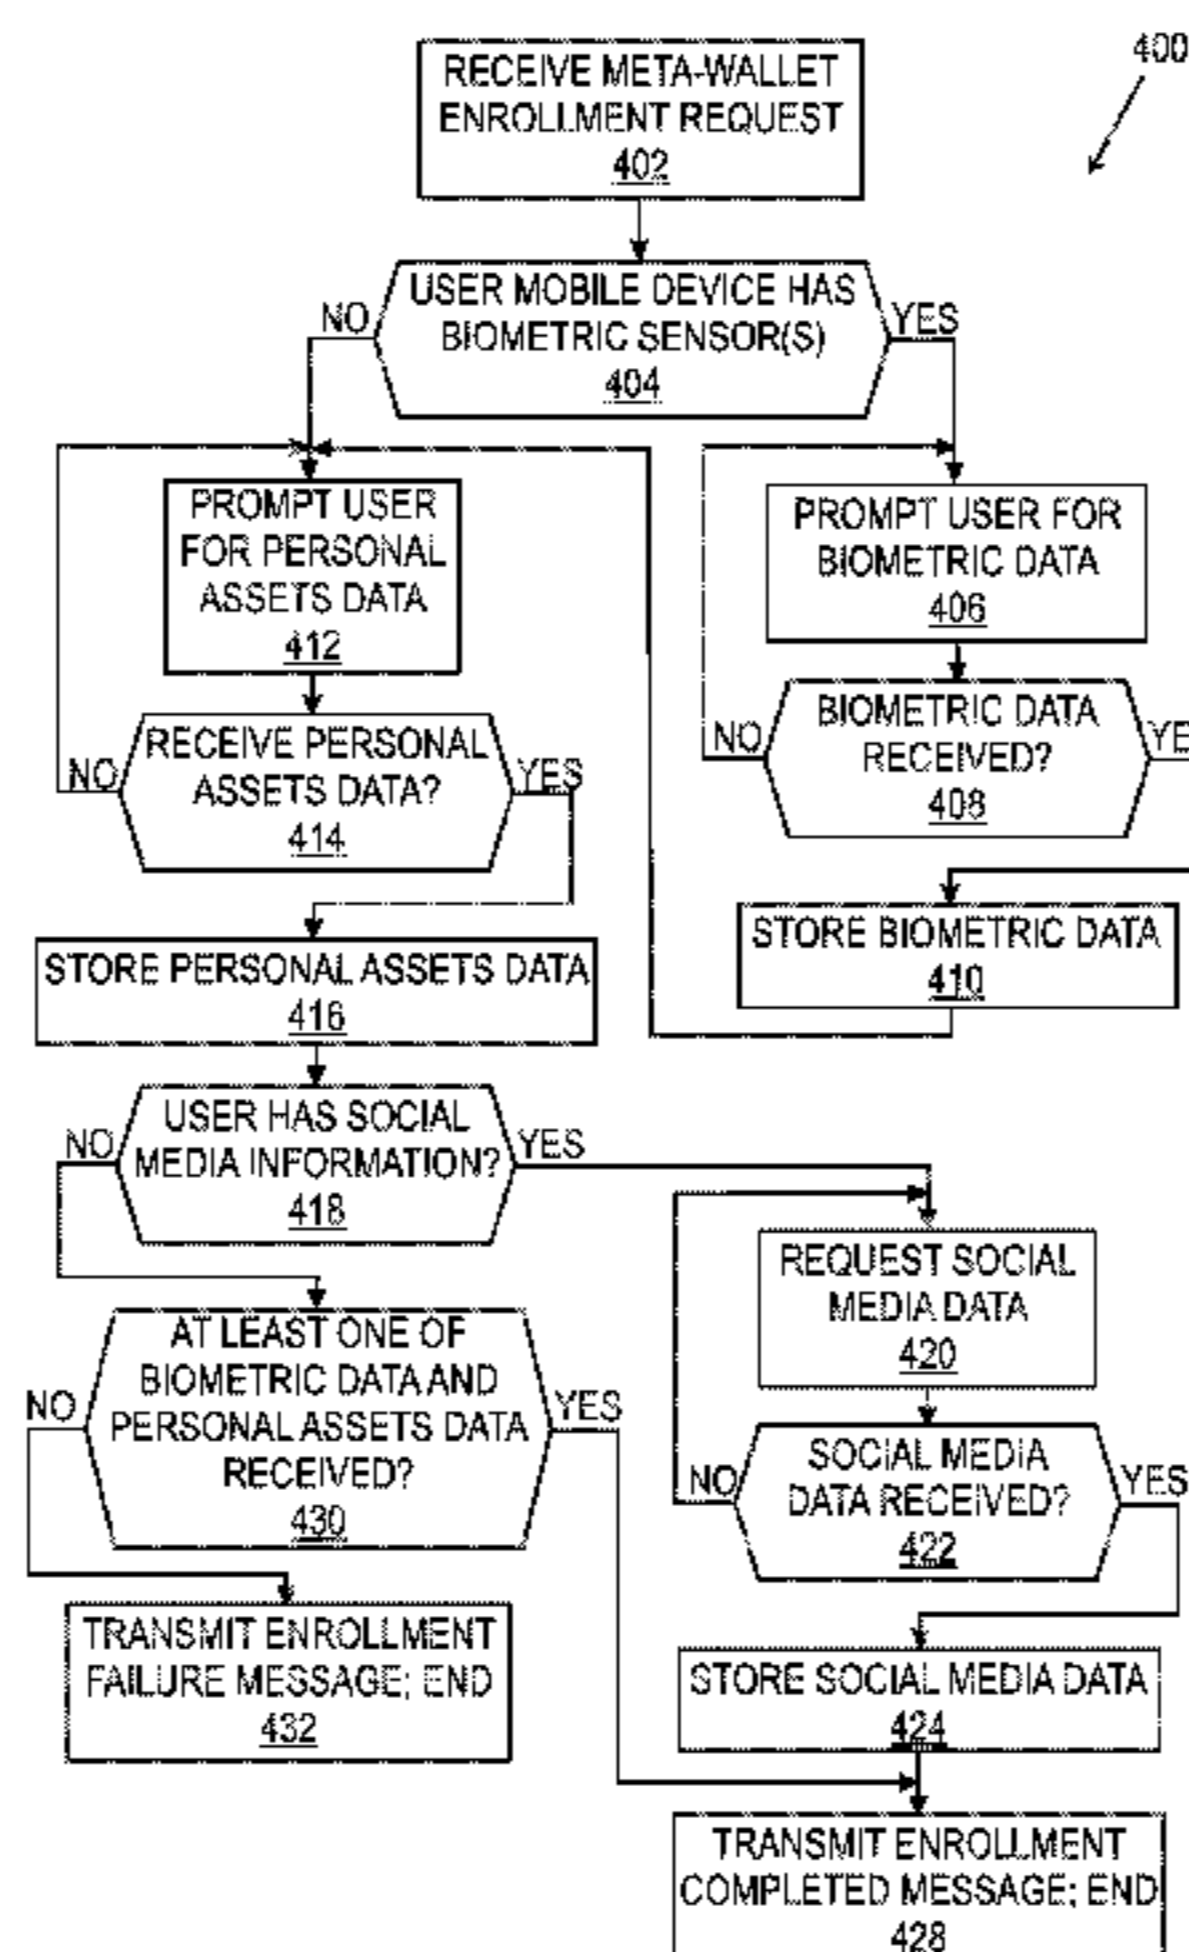 400
RECEIVE META-WALLET
ENROLLMENT REQUEST
402
USER MOBILE DEVICE HAS
BIOMETRIC SENSOR(S)
404
NO
YES
PROMPT USER
FOR PERSONAL
ASSETS DATA
412
PROMPT USER FOR
BIOMETRIC DATA
406
RECEIVE PERSONAL
ASSETS DATA?
414
NO
YES
BIOMETRIC DATA
RECEIVED?
408
NO
YE
STORE PERSONAL ASSETS DATA
416
STORE BIOMETRIC DATA
410
USER HAS SOCIAL
MEDIA INFORMATION?
418
NO
YES
REQUEST SOCIAL
MEDIA DATA
420
AT LEAST ONE OF
BIOMETRIC DATA AND
PERSONAL ASSETS DATA
RECEIVED?
430
NO
YES
SOCIAL MEDIA
DATA RECEIVED?
422
NO
YES
TRANSMIT ENROLLMENT
FAILURE MESSAGE; END
432
STORE SOCIAL MEDIA DATA
424
TRANSMIT ENROLLMENT
COMPLETED MESSAGE; END
428